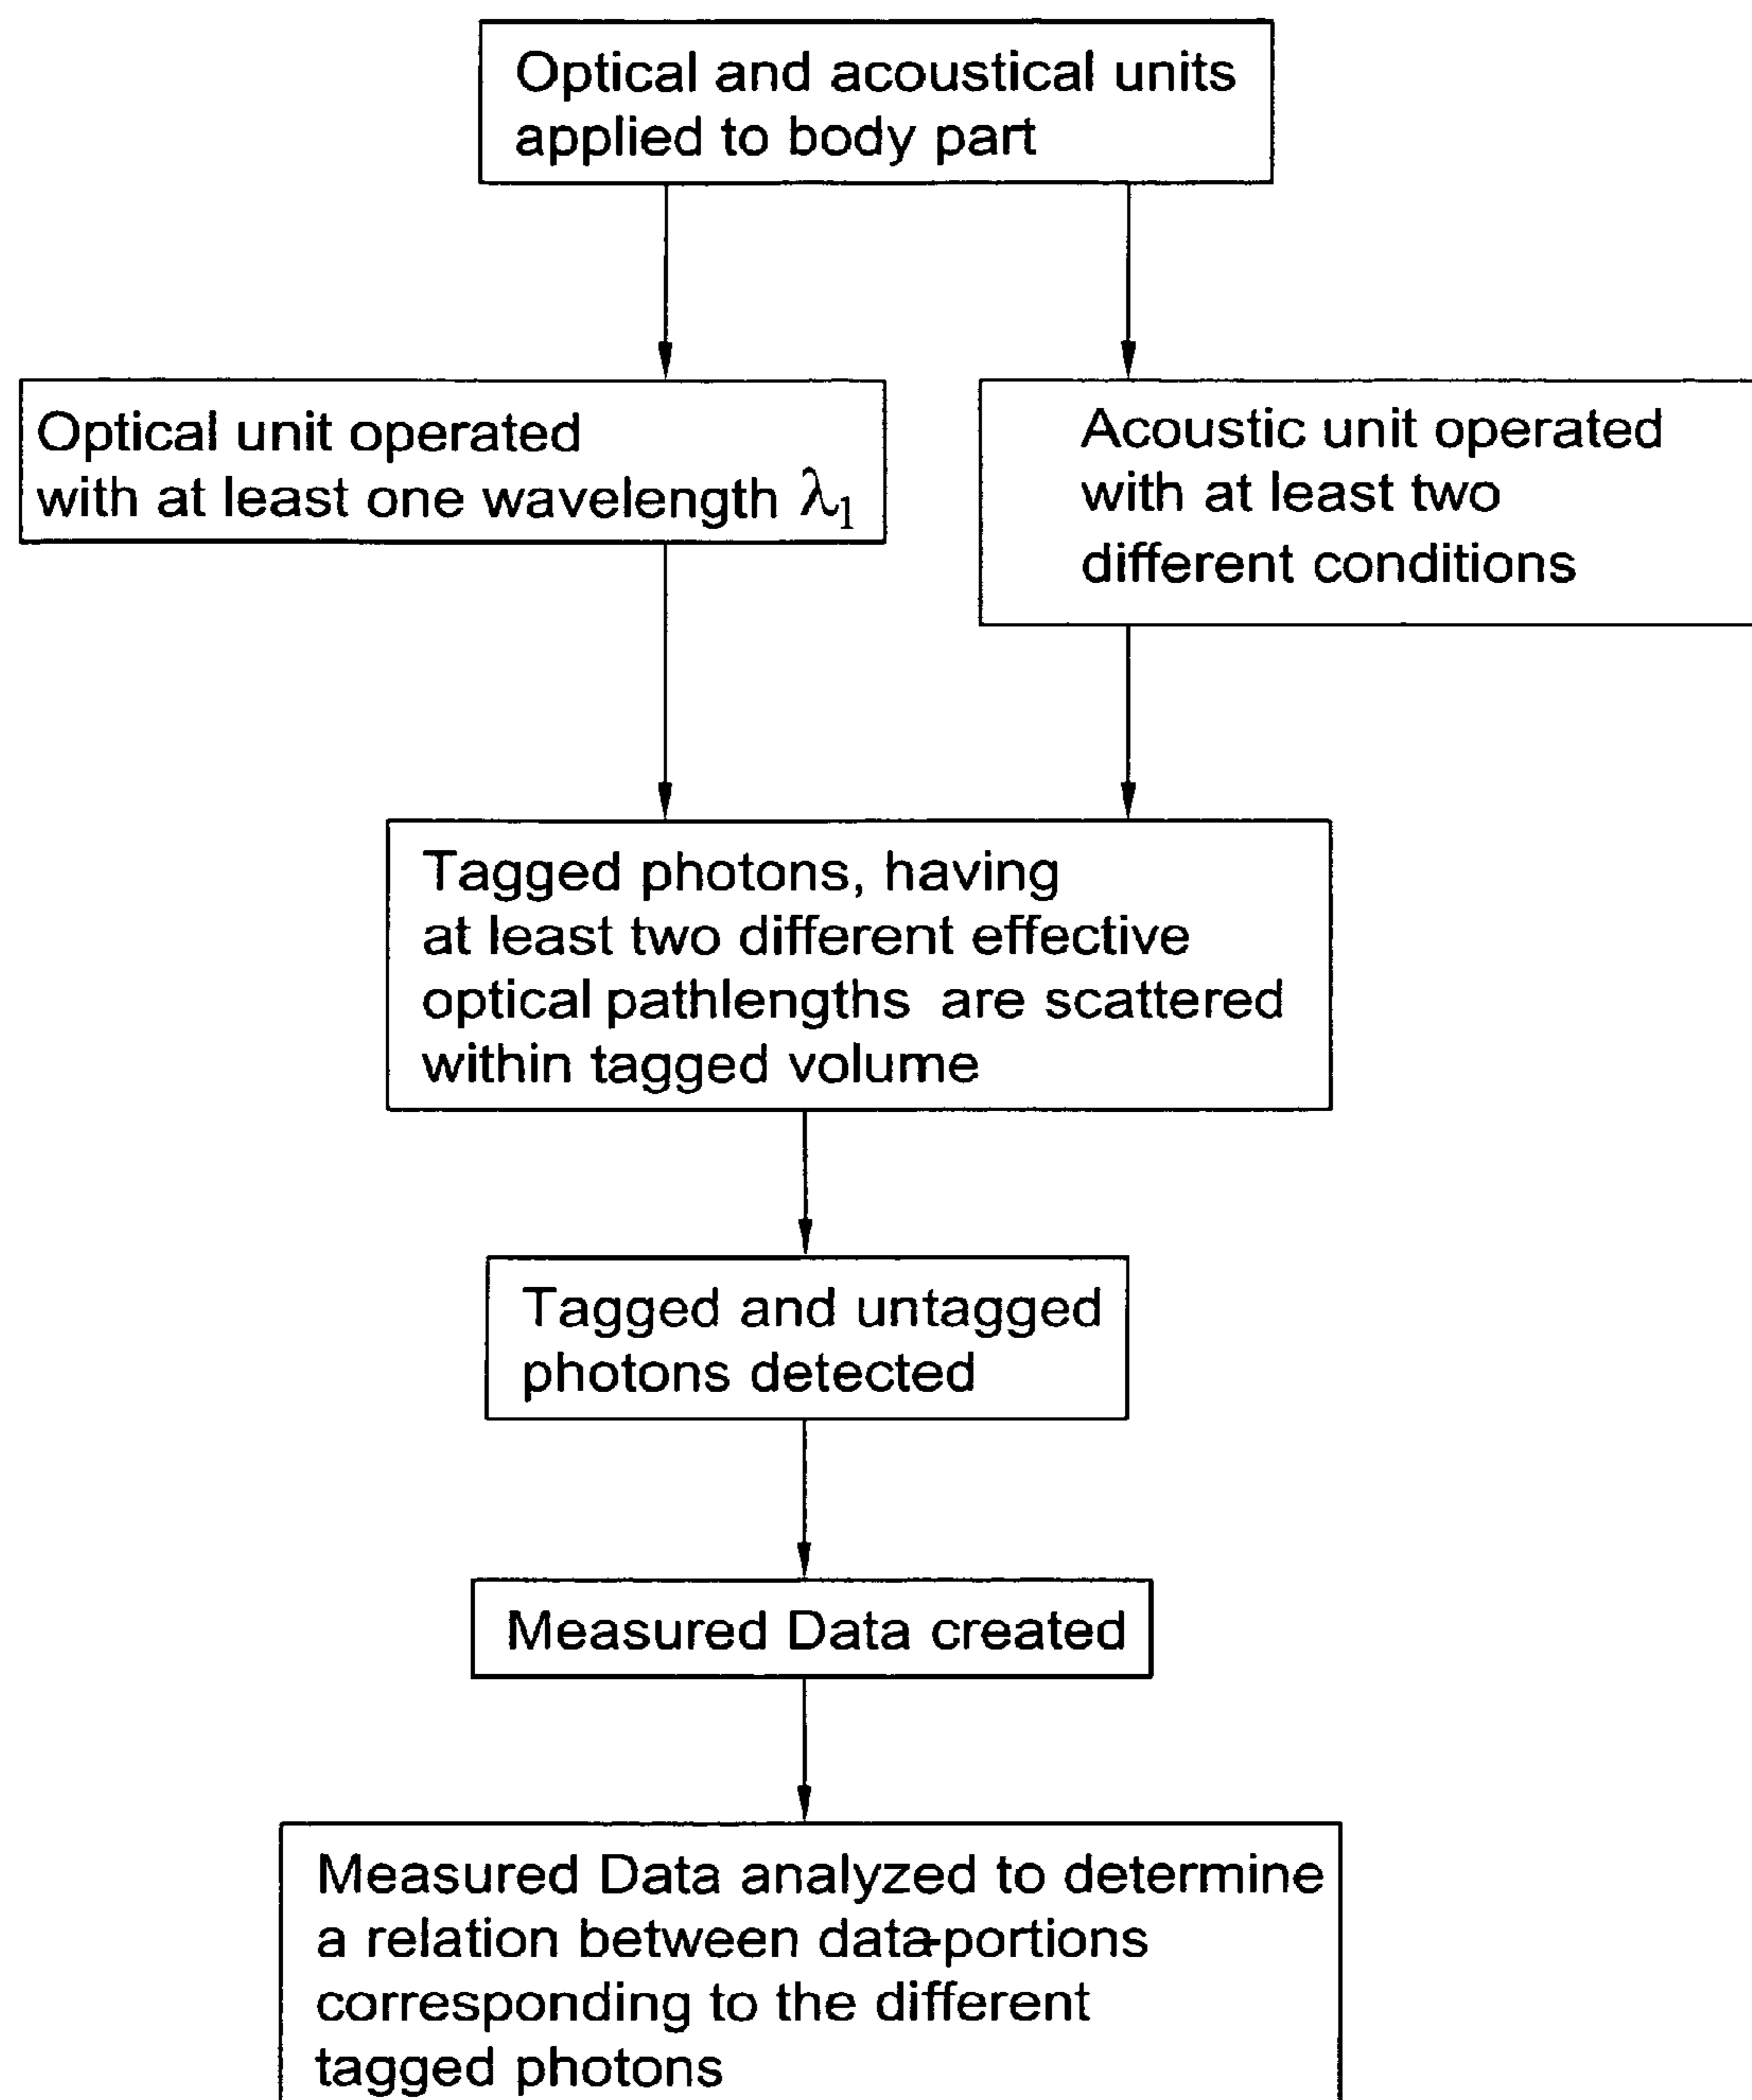 Optical and acoustical units
applied to body part
Optical unit operated
with at least one wavelength λ₁
Acoustic unit operated
with at least two
different conditions
Tagged photons, having
at least two different effective
optical pathlengths are scattered
within tagged volume
Tagged and untagged
photons detected
Measured Data created
Measured Data analyzed to determine
a relation between data-portions
corresponding to the different
tagged photons